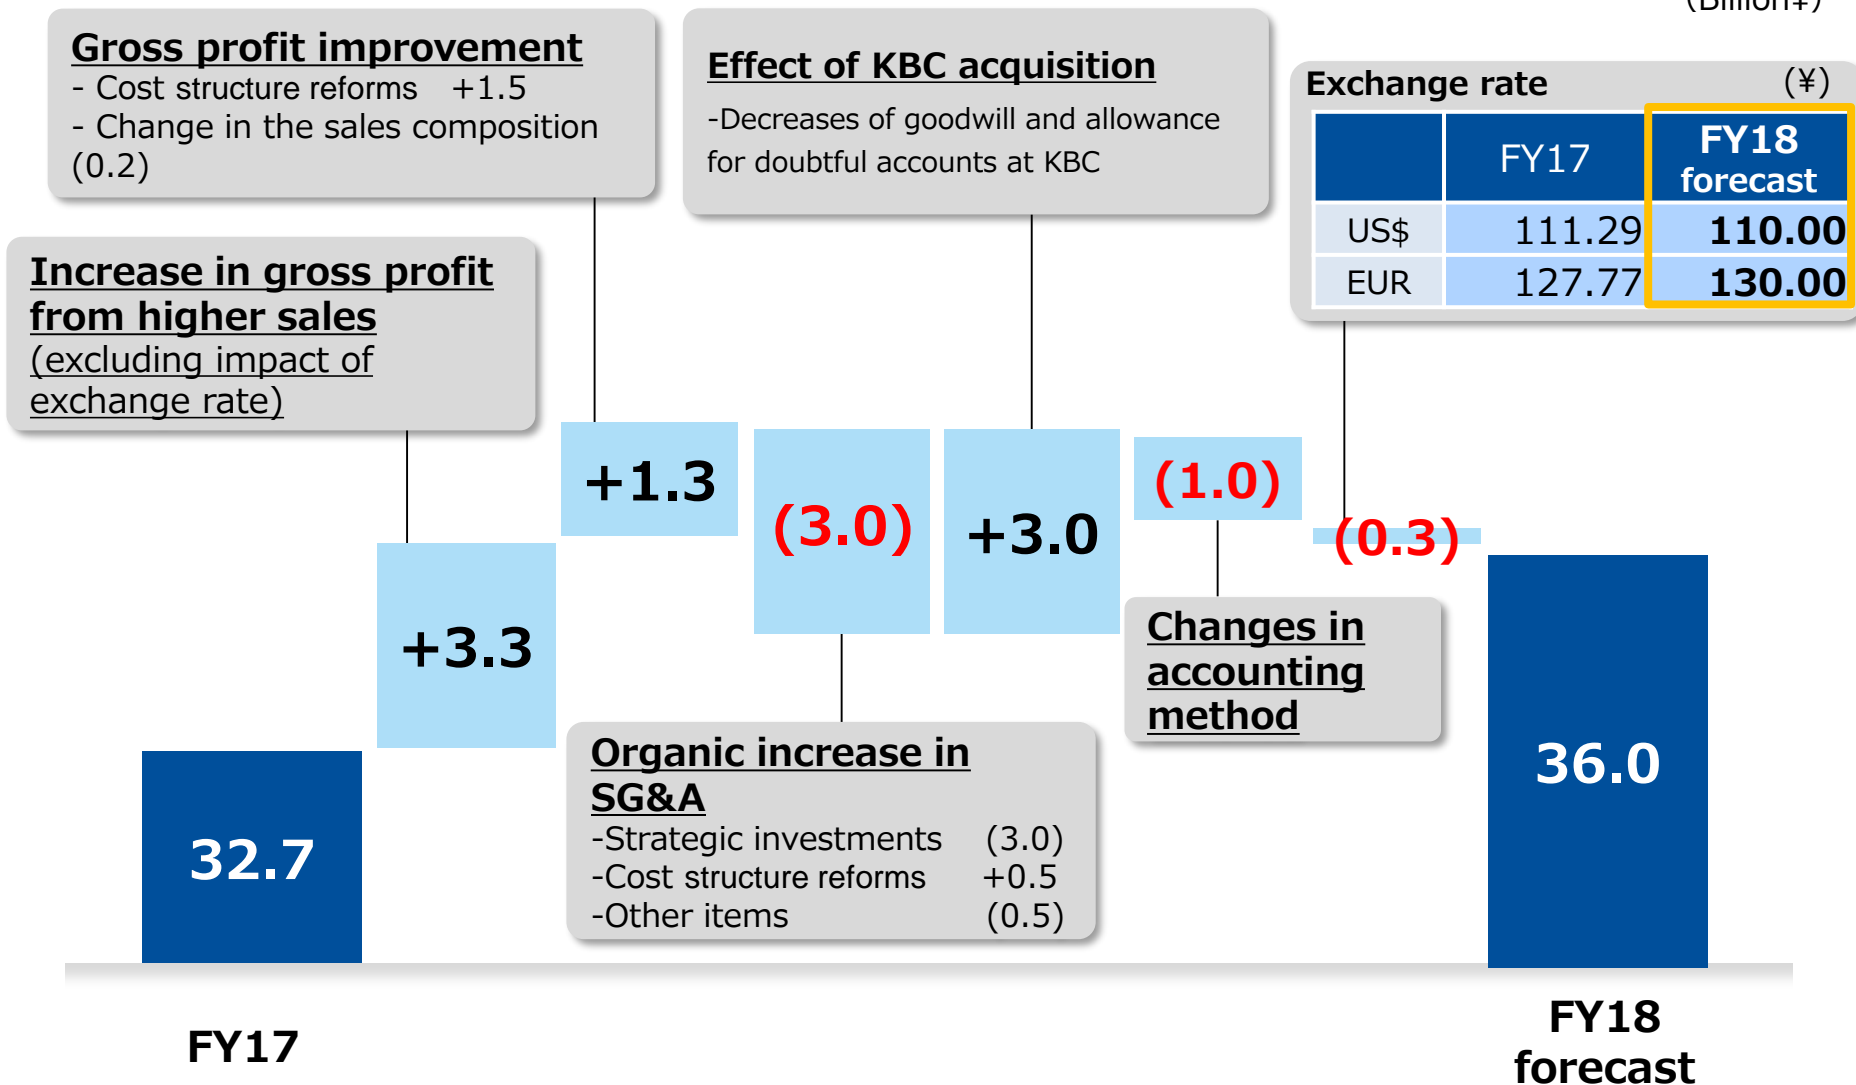 (Billion¥)
Gross profit improvement
- Cost structure reforms +1.5
- Change in the sales composition
(0.2)
Effect of KBC acquisition
-Decreases of goodwill and allowance
for doubtful accounts at KBC
Exchange rate (¥)
FY17 FY18
forecast
US$ 111.29 110.00
EUR 127.77 130.00
Increase in gross profit
from higher sales
(excluding impact of
exchange rate)
+3.3
+1.3
(3.0)
+3.0
(1.0)
(0.3)
Organic increase in
SG&A
-Strategic investments (3.0)
-Cost structure reforms +0.5
-Other items (0.5)
Changes in
accounting
method
32.7
36.0
FY17
FY18
forecast